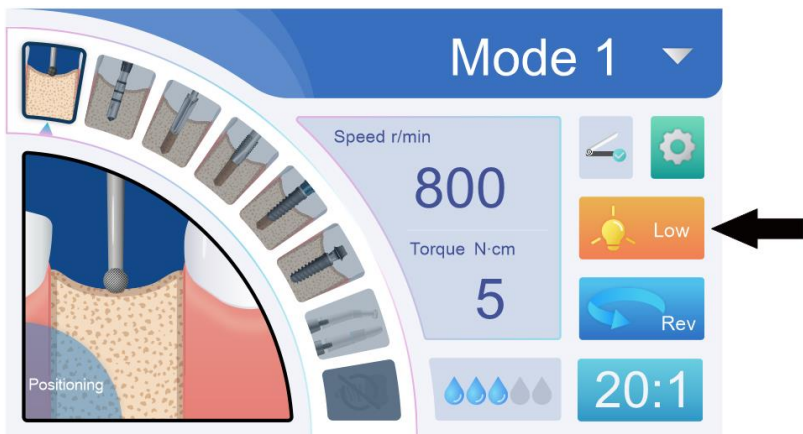 Mode 1
Speed r/min
800
Torque N·cm
5
Low
Rev
20:1
Positioning